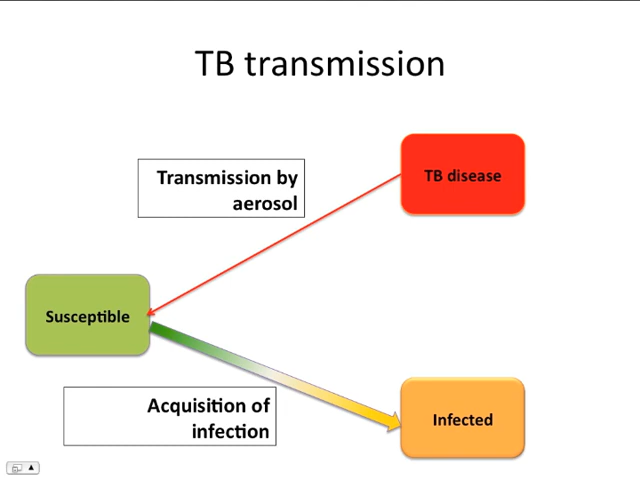 TB transmission
Transmission by
aerosol
TB disease
Susceptible
Acquisition of
infection
Infected